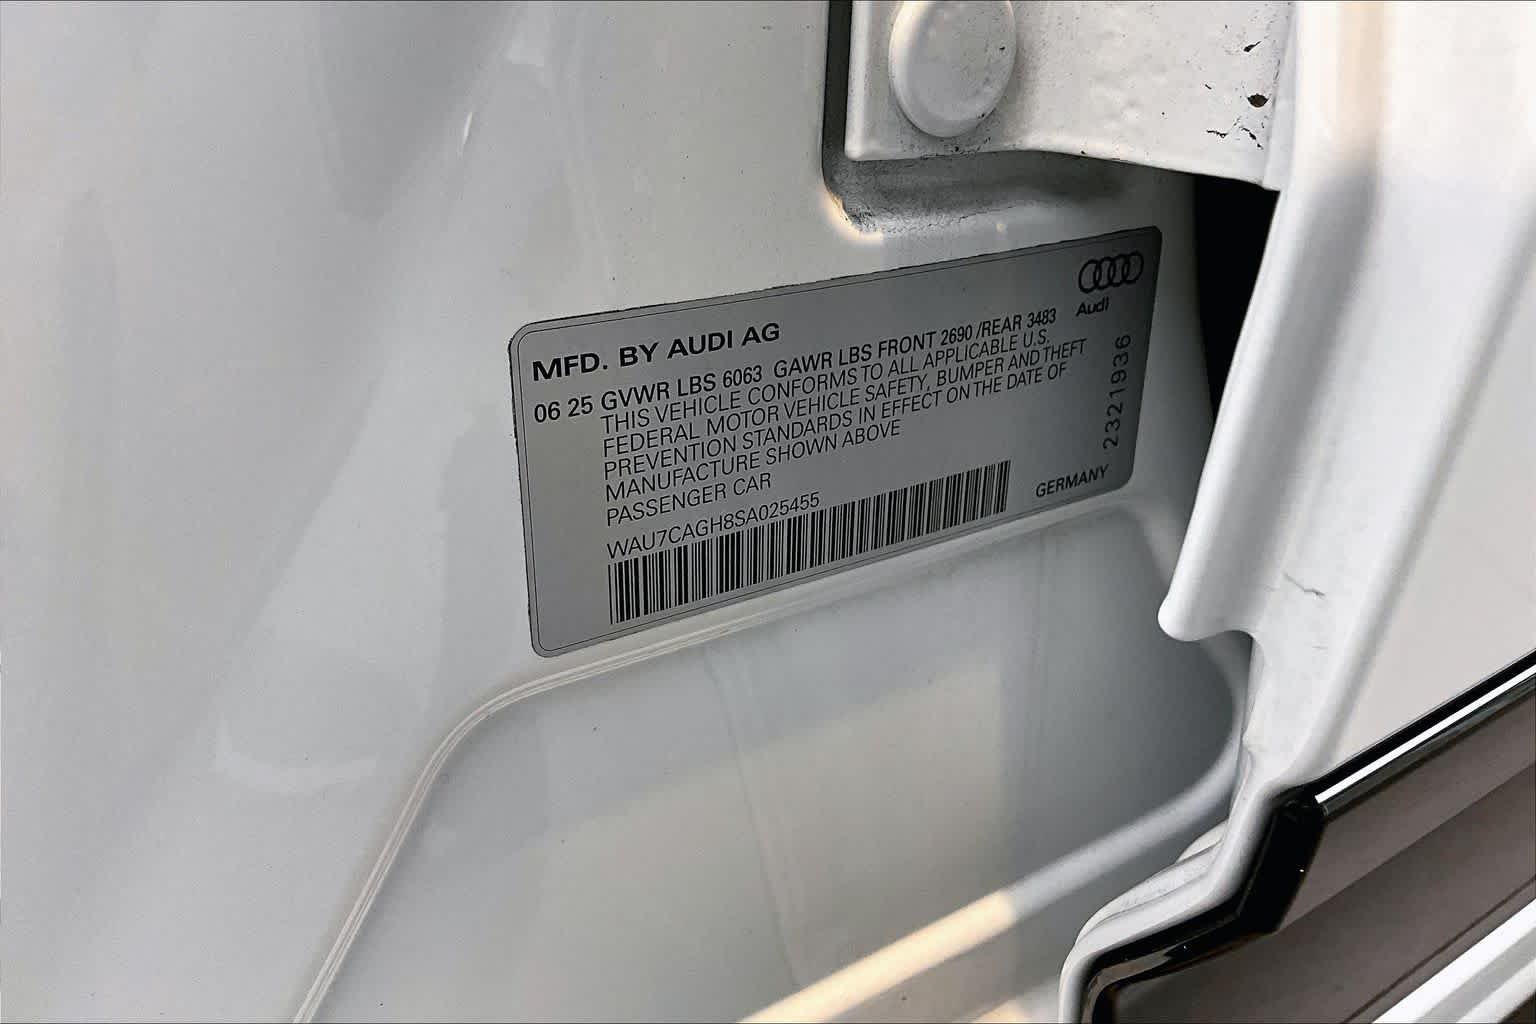 Audi
MFD. BY AUDI AG
06 25 GVWR LBS 6063 GAWR LBS FRONT 2690 /REAR 3483
THIS VEHICLE CONFORMS TO ALL APPLICABLE U.S.
FEDERAL MOTOR VEHICLE SAFETY, BUMPER AND THEFT
PREVENTION STANDARDS IN EFFECT ON THE DATE OF
MANUFACTURE SHOWN ABOVE
PASSENGER CAR
WAU7CAGH8SA025455
GERMANY
2321936